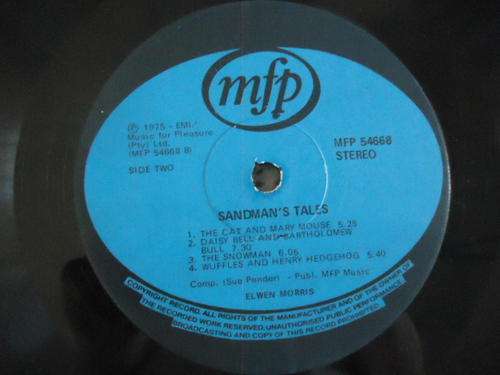 mfp
℗ 1975 - EMI/
Music for Pleasure
(Pty) Ltd.
(MFP 54668 B)
SIDE TWO
MFP 54668
STEREO
SANDMAN'S TALES
1. THE CAT AND MARY MOUSE 5.25
2. DAISY BELL AND BARTHOLOMEW
BULL 7.30
3. THE SNOWMAN 6.06
4. WUFFLES AND HENRY HEDGEHOG 5:40
Comp. (Sue Ponder) - Publ. MFP Music
ELWEN MORRIS
COPYRIGHT RECORD. ALL RIGHTS OF THE MANUFACTURER AND OF THE OWNER OF
THE RECORDED WORK RESERVED, UNAUTHORISED PUBLIC PERFORMANCE
BROADCASTING AND COPY OF THIS RECORD PROHIBITED